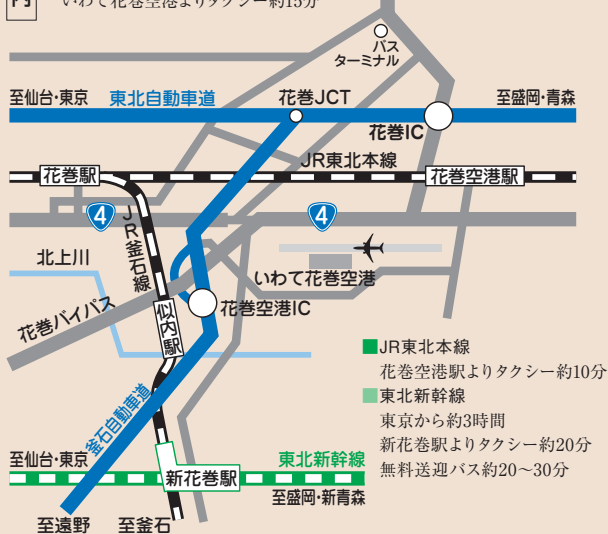 いわて花巻空港よりタクシー約15分
バス
ターミナル
至仙台・東京
東北自動車道
花巻JCT
至盛岡・青森
花巻IC
JR東北本線
花巻駅
花巻空港駅
4
4
JR釜石線
北上川
いわて花巻空港
花巻バイパス
似内駅
花巻空港IC
■JR東北本線
花巻空港駅よりタクシー約10分
■東北新幹線
東京から約3時間
新花巻駅よりタクシー約20分
無料送迎バス約20〜30分
釜石自動車道
至仙台・東京
東北新幹線
新花巻駅
至盛岡・新青森
至遠野
至釜石